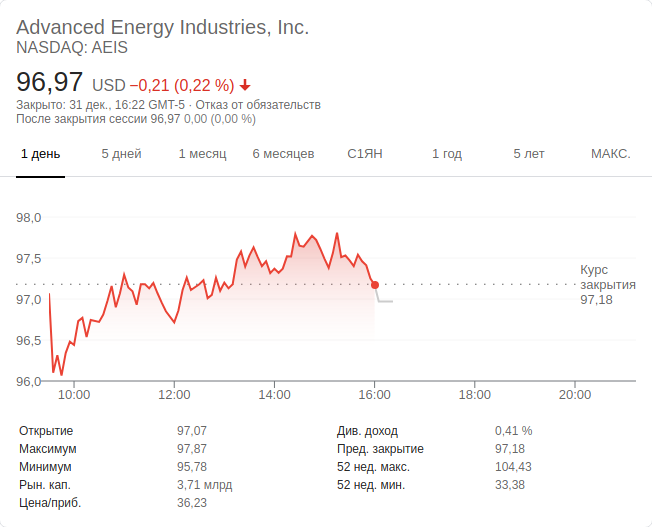 Advanced Energy Industries, Inc.
NASDAQ: AEIS
96,97 USD −0,21 (0,22 %)
Закрыто: 31 дек., 16:22 GMT-5 · Отказ от обязательств
После закрытия сессии 96,97 0,00 (0,00 %)
1 день 5 дней 1 месяц 6 месяцев С1ЯН 1 год 5 лет МАКС.
98,0
97,5
Курс
закрытия
97,18
97,0
96,5
96,0
10:00 12:00 14:00 16:00 18:00 20:00
Открытие 97,07 Див. доход 0,41 %
Максимум 97,87 Пред. закрытие 97,18
Минимум 95,78 52 нед. макс. 104,43
Рын. кап. 3,71 млрд 52 нед. мин. 33,38
Цена/приб. 36,23